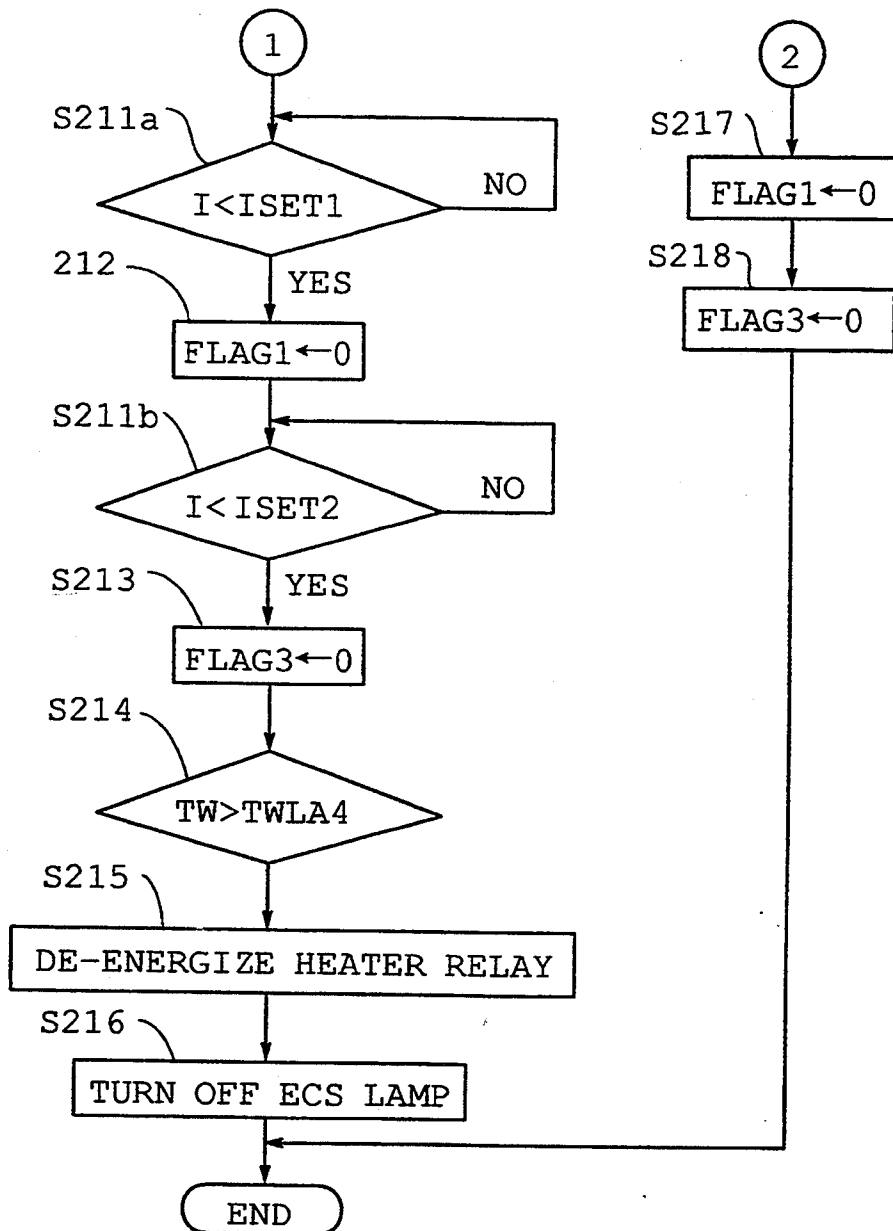 1
S211a
I<ISET1
NO
YES
212
FLAG1←0
S211b
I<ISET2
NO
YES
S213
FLAG3←0
S214
TW>TWLA4
S215
DE-ENERGIZE HEATER RELAY
S216
TURN OFF ECS LAMP
END
2
S217
FLAG1←0
S218
FLAG3←0